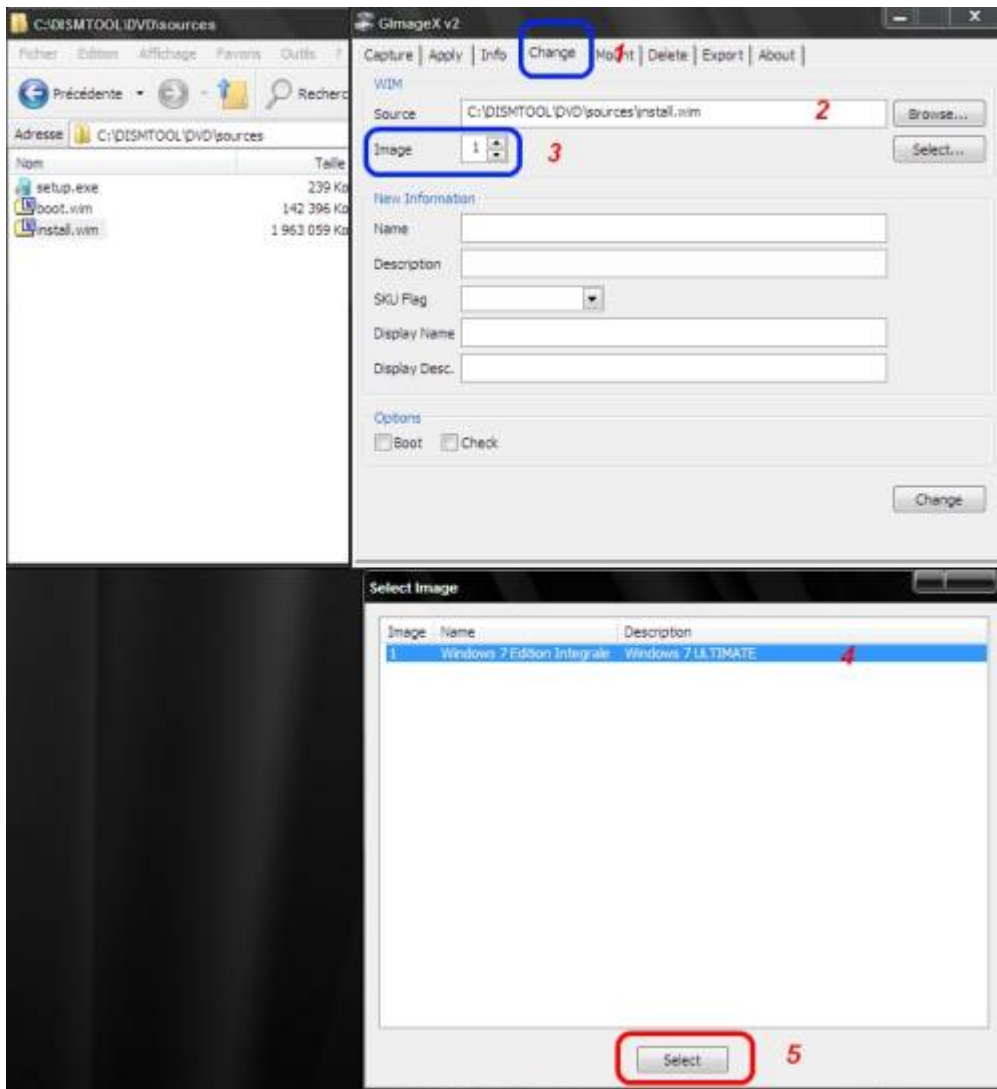 C:\DISMTOOL\DVD\sources
Fichier Edition Affichage Favoris Outils ?
Précédente
Recherc
Adresse C:\DISMTOOL\DVD\sources
Nom Taille
setup.exe 239 Ko
boot.wim 142 396 Ko
install.wim 1 963 059 Ko
GImageX v2
Capture | Apply | Info | Change 1 Mount | Delete | Export | About |
WIM
Source C:\DISMTOOL\DVD\sources\install.wim 2 Browse...
Image 1 3 Select...
New Information
Name
Description
SKU Flag
Display Name
Display Desc.
Options
Boot Check
Change
Select Image
Image Name Description
1 Windows 7 Edition Integrale Windows 7 ULTIMATE 4
Select 5